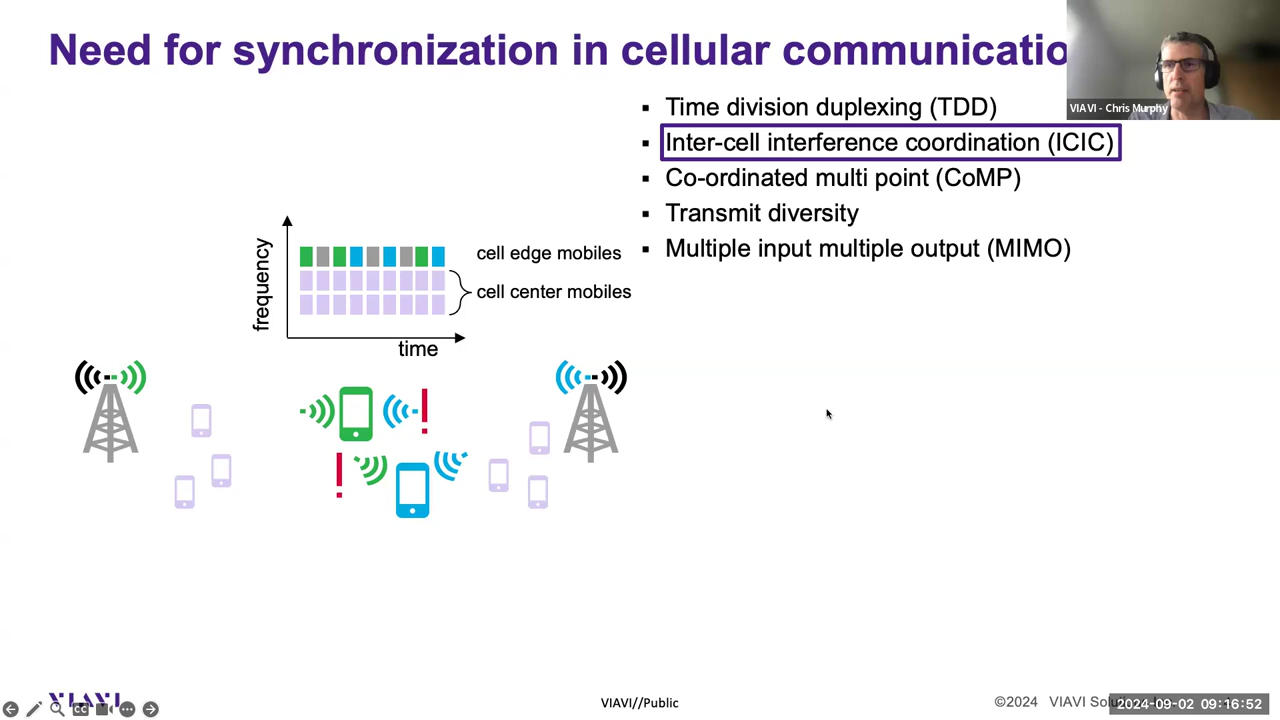 Need for synchronization in cellular communicatio
VIAVI - Chris Murphy
▪ Time division duplexing (TDD)
▪ Inter-cell interference coordination (ICIC)
▪ Co-ordinated multi point (CoMP)
▪ Transmit diversity
▪ Multiple input multiple output (MIMO)
frequency
cell edge mobiles
cell center mobiles
time
!
!
VIAVI
CC
VIAVI//Public
©2024 VIAVI
2024-09-02 09:16:52